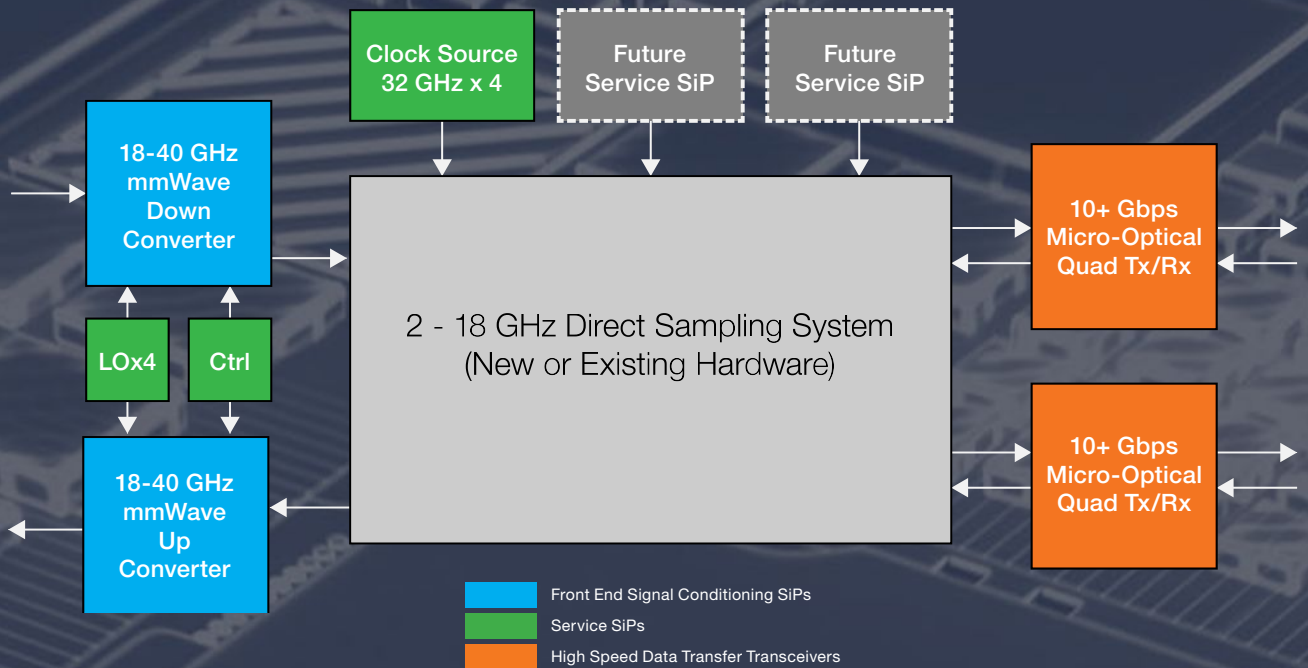 Clock Source
32 GHz x 4
Future
Service SiP
Future
Service SiP
18-40 GHz
mmWave
Down
Converter
LOx4
Ctrl
18-40 GHz
mmWave
Up
Converter
2 - 18 GHz Direct Sampling System
(New or Existing Hardware)
10+ Gbps
Micro-Optical
Quad Tx/Rx
10+ Gbps
Micro-Optical
Quad Tx/Rx
Front End Signal Conditioning SiPs
Service SiPs
High Speed Data Transfer Transceivers